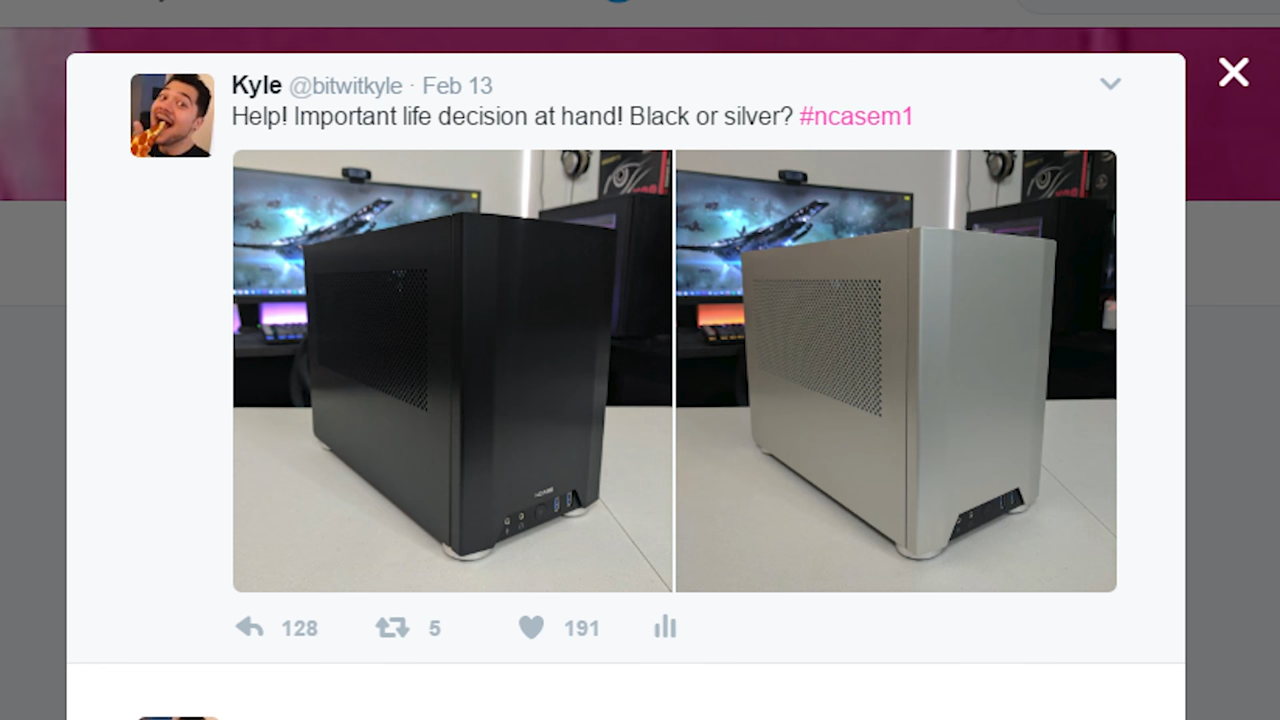 Kyle @bitwitkyle · Feb 13
Help! Important life decision at hand! Black or silver? #ncasem1
128 5 191